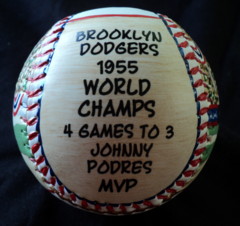 BROOKLYN
DODGERS
1955
WORLD
CHAMPS
4 GAMES TO 3
JOHNNY
PODRES
MVP